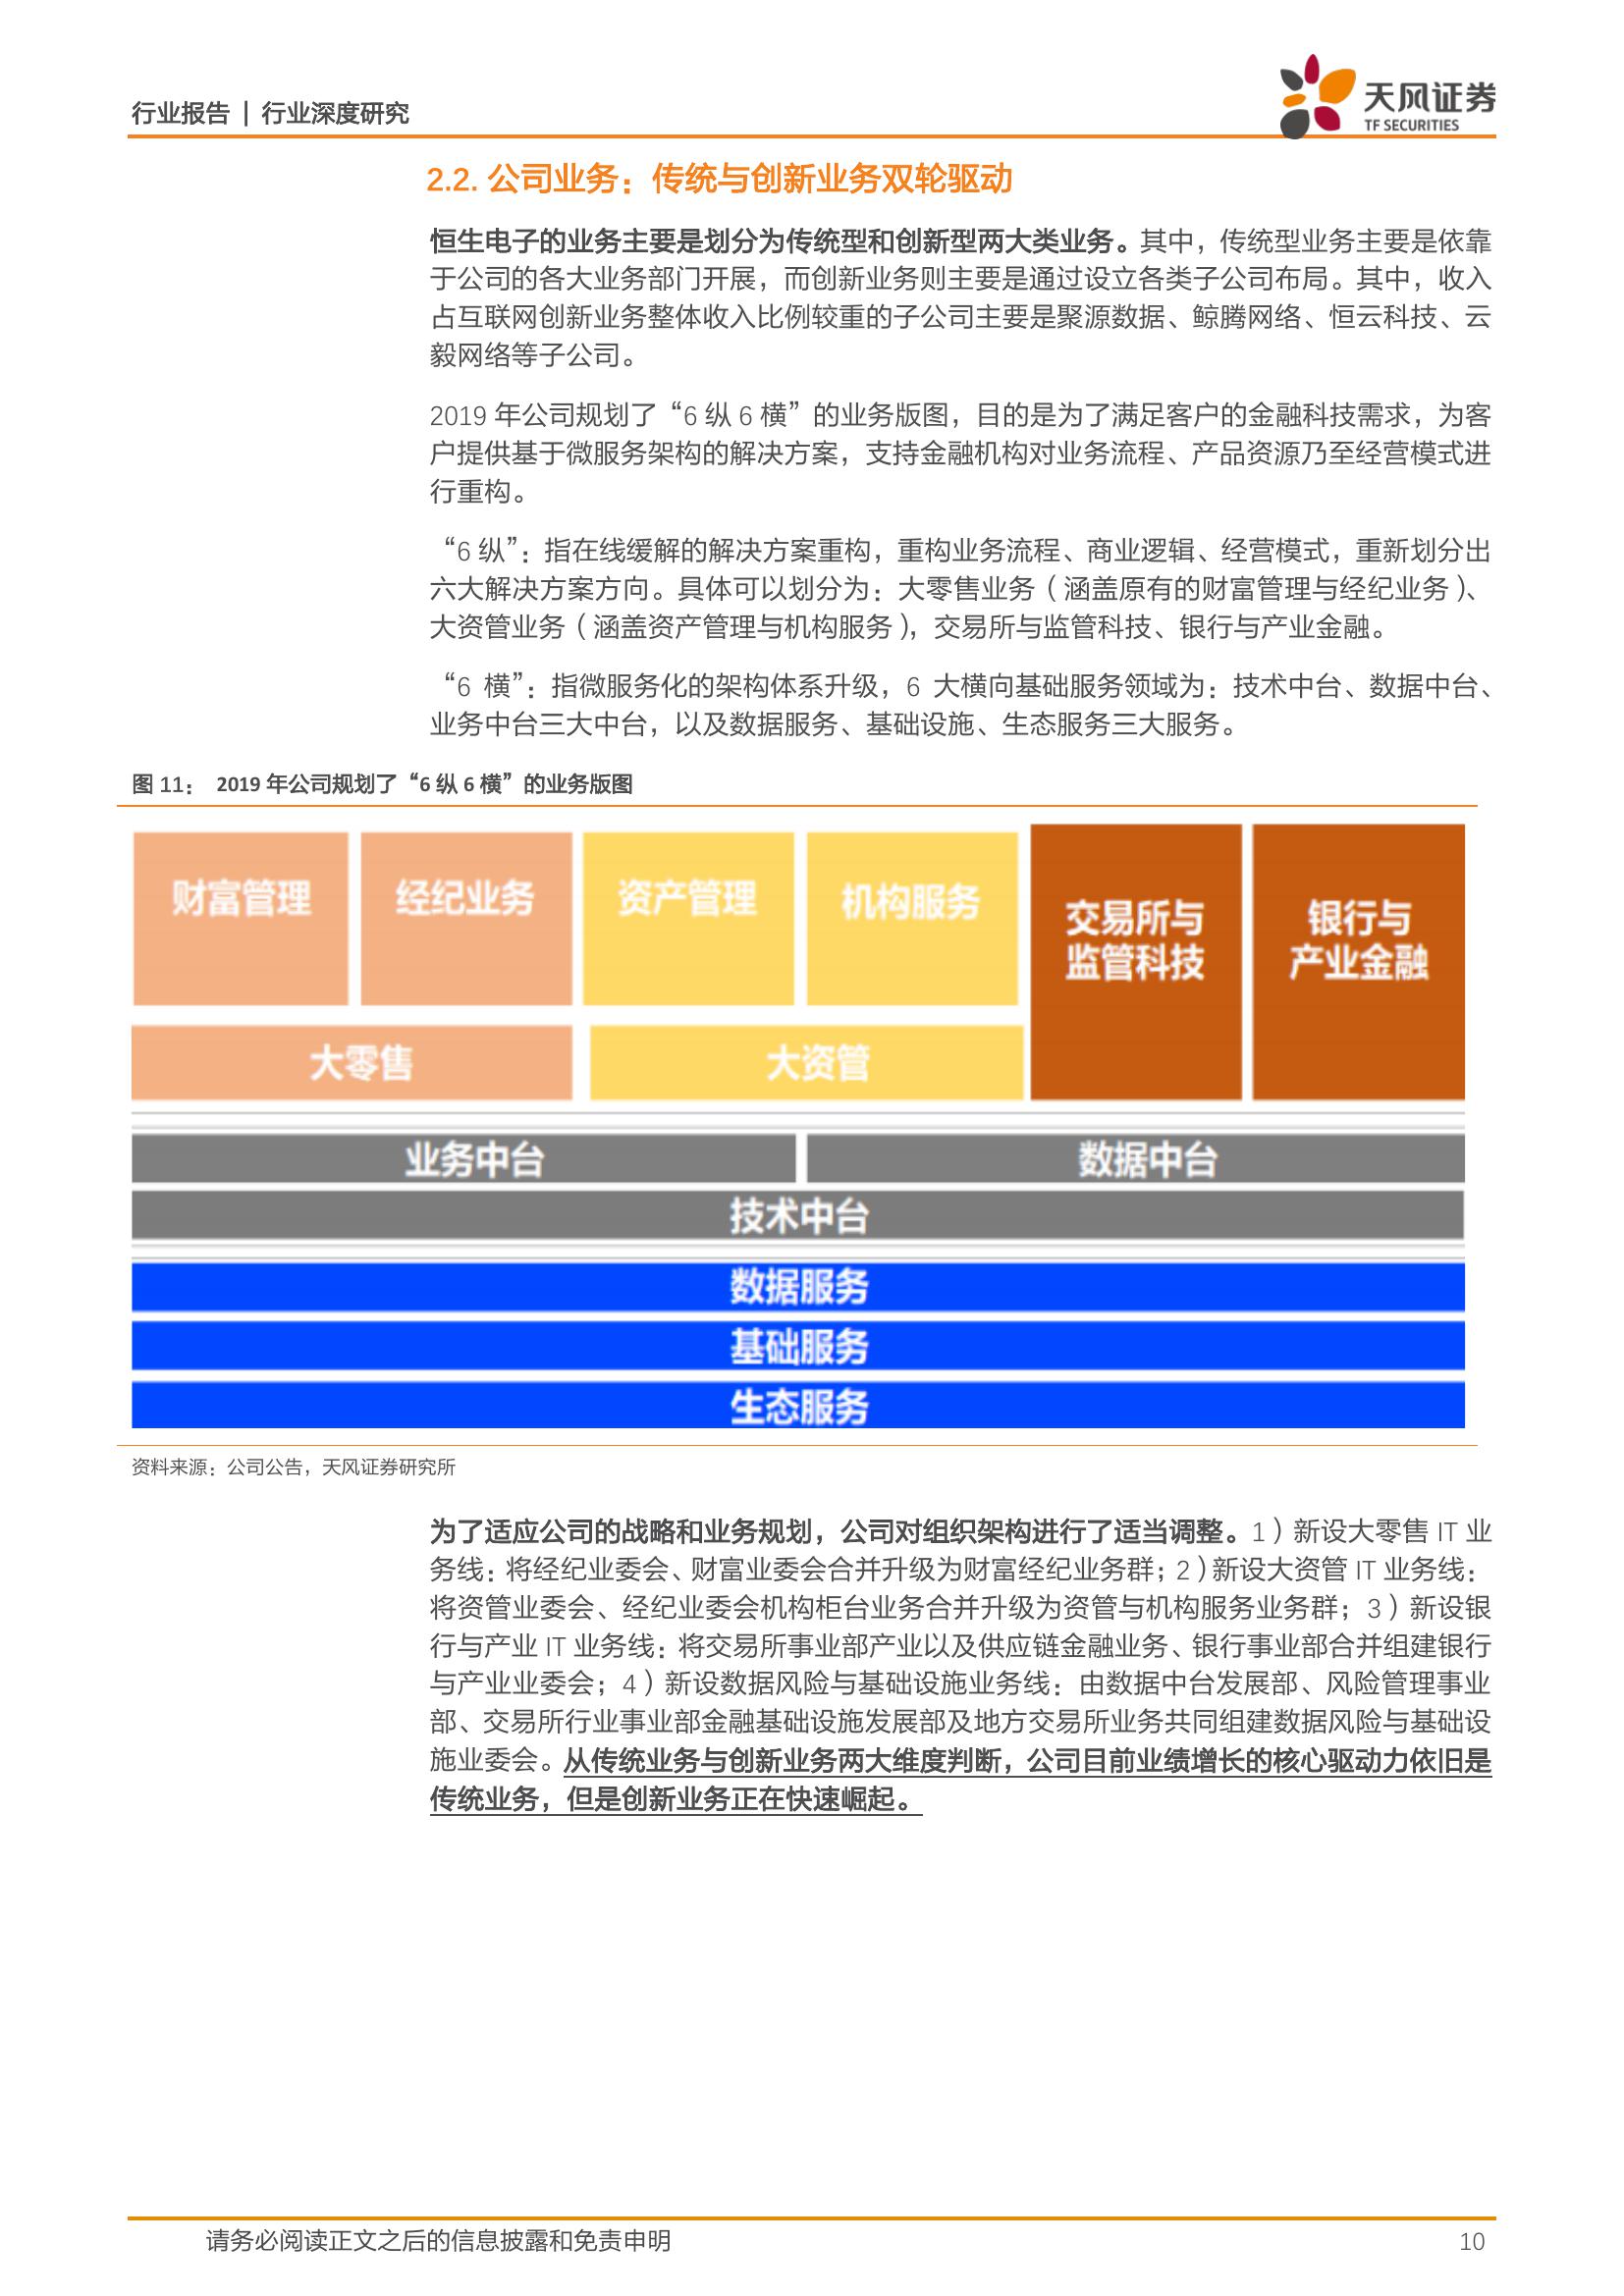 行业报告 | 行业深度研究
天风证券
TF SECURITIES
2.2. 公司业务：传统与创新业务双轮驱动
恒生电子的业务主要是划分为传统型和创新型两大类业务。其中，传统型业务主要是依靠
于公司的各大业务部门开展，而创新业务则主要是通过设立各类子公司布局。其中，收入
占互联网创新业务整体收入比例较重的子公司主要是聚源数据、鲸腾网络、恒云科技、云
毅网络等子公司。
2019 年公司规划了“6 纵 6 横”的业务版图，目的是为了满足客户的金融科技需求，为客
户提供基于微服务架构的解决方案，支持金融机构对业务流程、产品资源乃至经营模式进
行重构。
“6 纵”：指在线缓解的解决方案重构，重构业务流程、商业逻辑、经营模式，重新划分出
六大解决方案方向。具体可以划分为：大零售业务（涵盖原有的财富管理与经纪业务）、
大资管业务（涵盖资产管理与机构服务），交易所与监管科技、银行与产业金融。
“6 横”：指微服务化的架构体系升级，6 大横向基础服务领域为：技术中台、数据中台、
业务中台三大中台，以及数据服务、基础设施、生态服务三大服务。
图 11： 2019 年公司规划了“6 纵 6 横”的业务版图
财富管理 经纪业务 资产管理 机构服务
交易所与
监管科技
银行与
产业金融
大零售 大资管
业务中台 数据中台
技术中台
数据服务
基础服务
生态服务
资料来源：公司公告，天风证券研究所
为了适应公司的战略和业务规划，公司对组织架构进行了适当调整。1）新设大零售 IT 业
务线：将经纪业委会、财富业委会合并升级为财富经纪业务群；2）新设大资管 IT 业务线：
将资管业委会、经纪业委会机构柜台业务合并升级为资管与机构服务业务群；3）新设银
行与产业 IT 业务线：将交易所事业部产业以及供应链金融业务、银行事业部合并组建银行
与产业业委会；4）新设数据风险与基础设施业务线：由数据中台发展部、风险管理事业
部、交易所行业事业部金融基础设施发展部及地方交易所业务共同组建数据风险与基础设
施业委会。从传统业务与创新业务两大维度判断，公司目前业绩增长的核心驱动力依旧是
传统业务，但是创新业务正在快速崛起。
请务必阅读正文之后的信息披露和免责申明
10